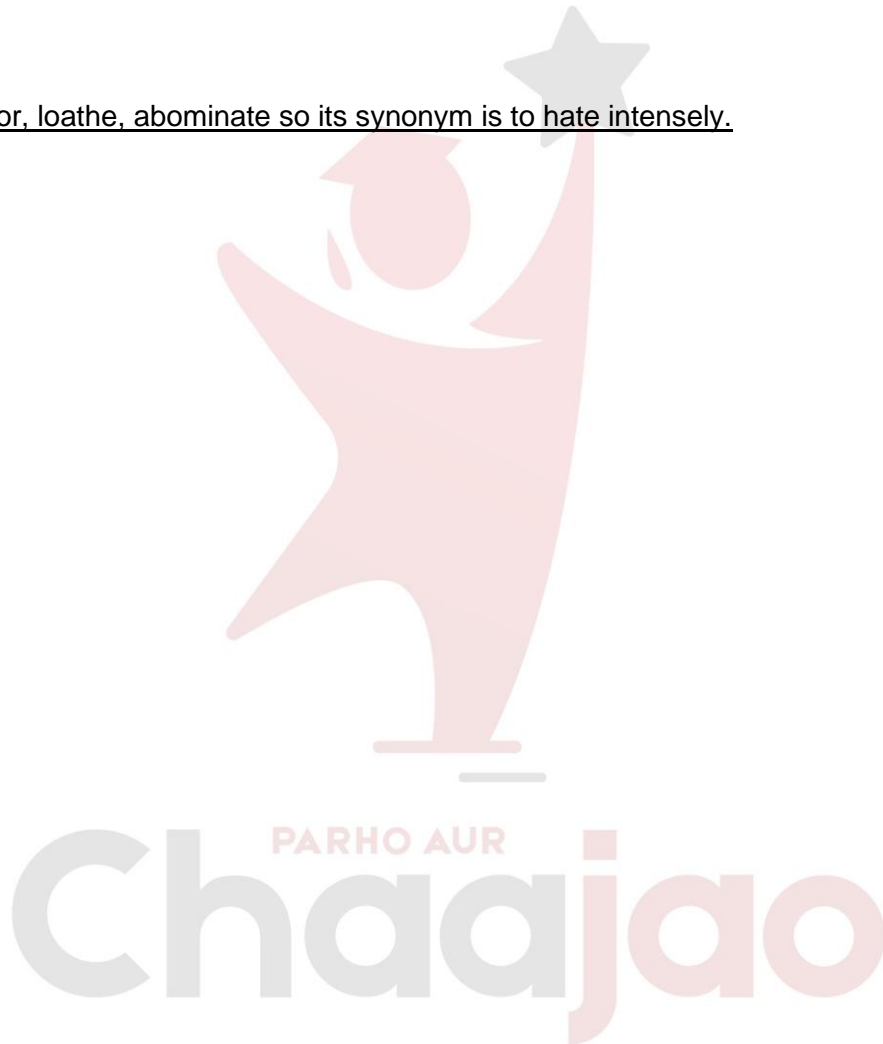 or, loathe, abominate so its synonym is to hate intensely.
PARHO AUR
Chaajao